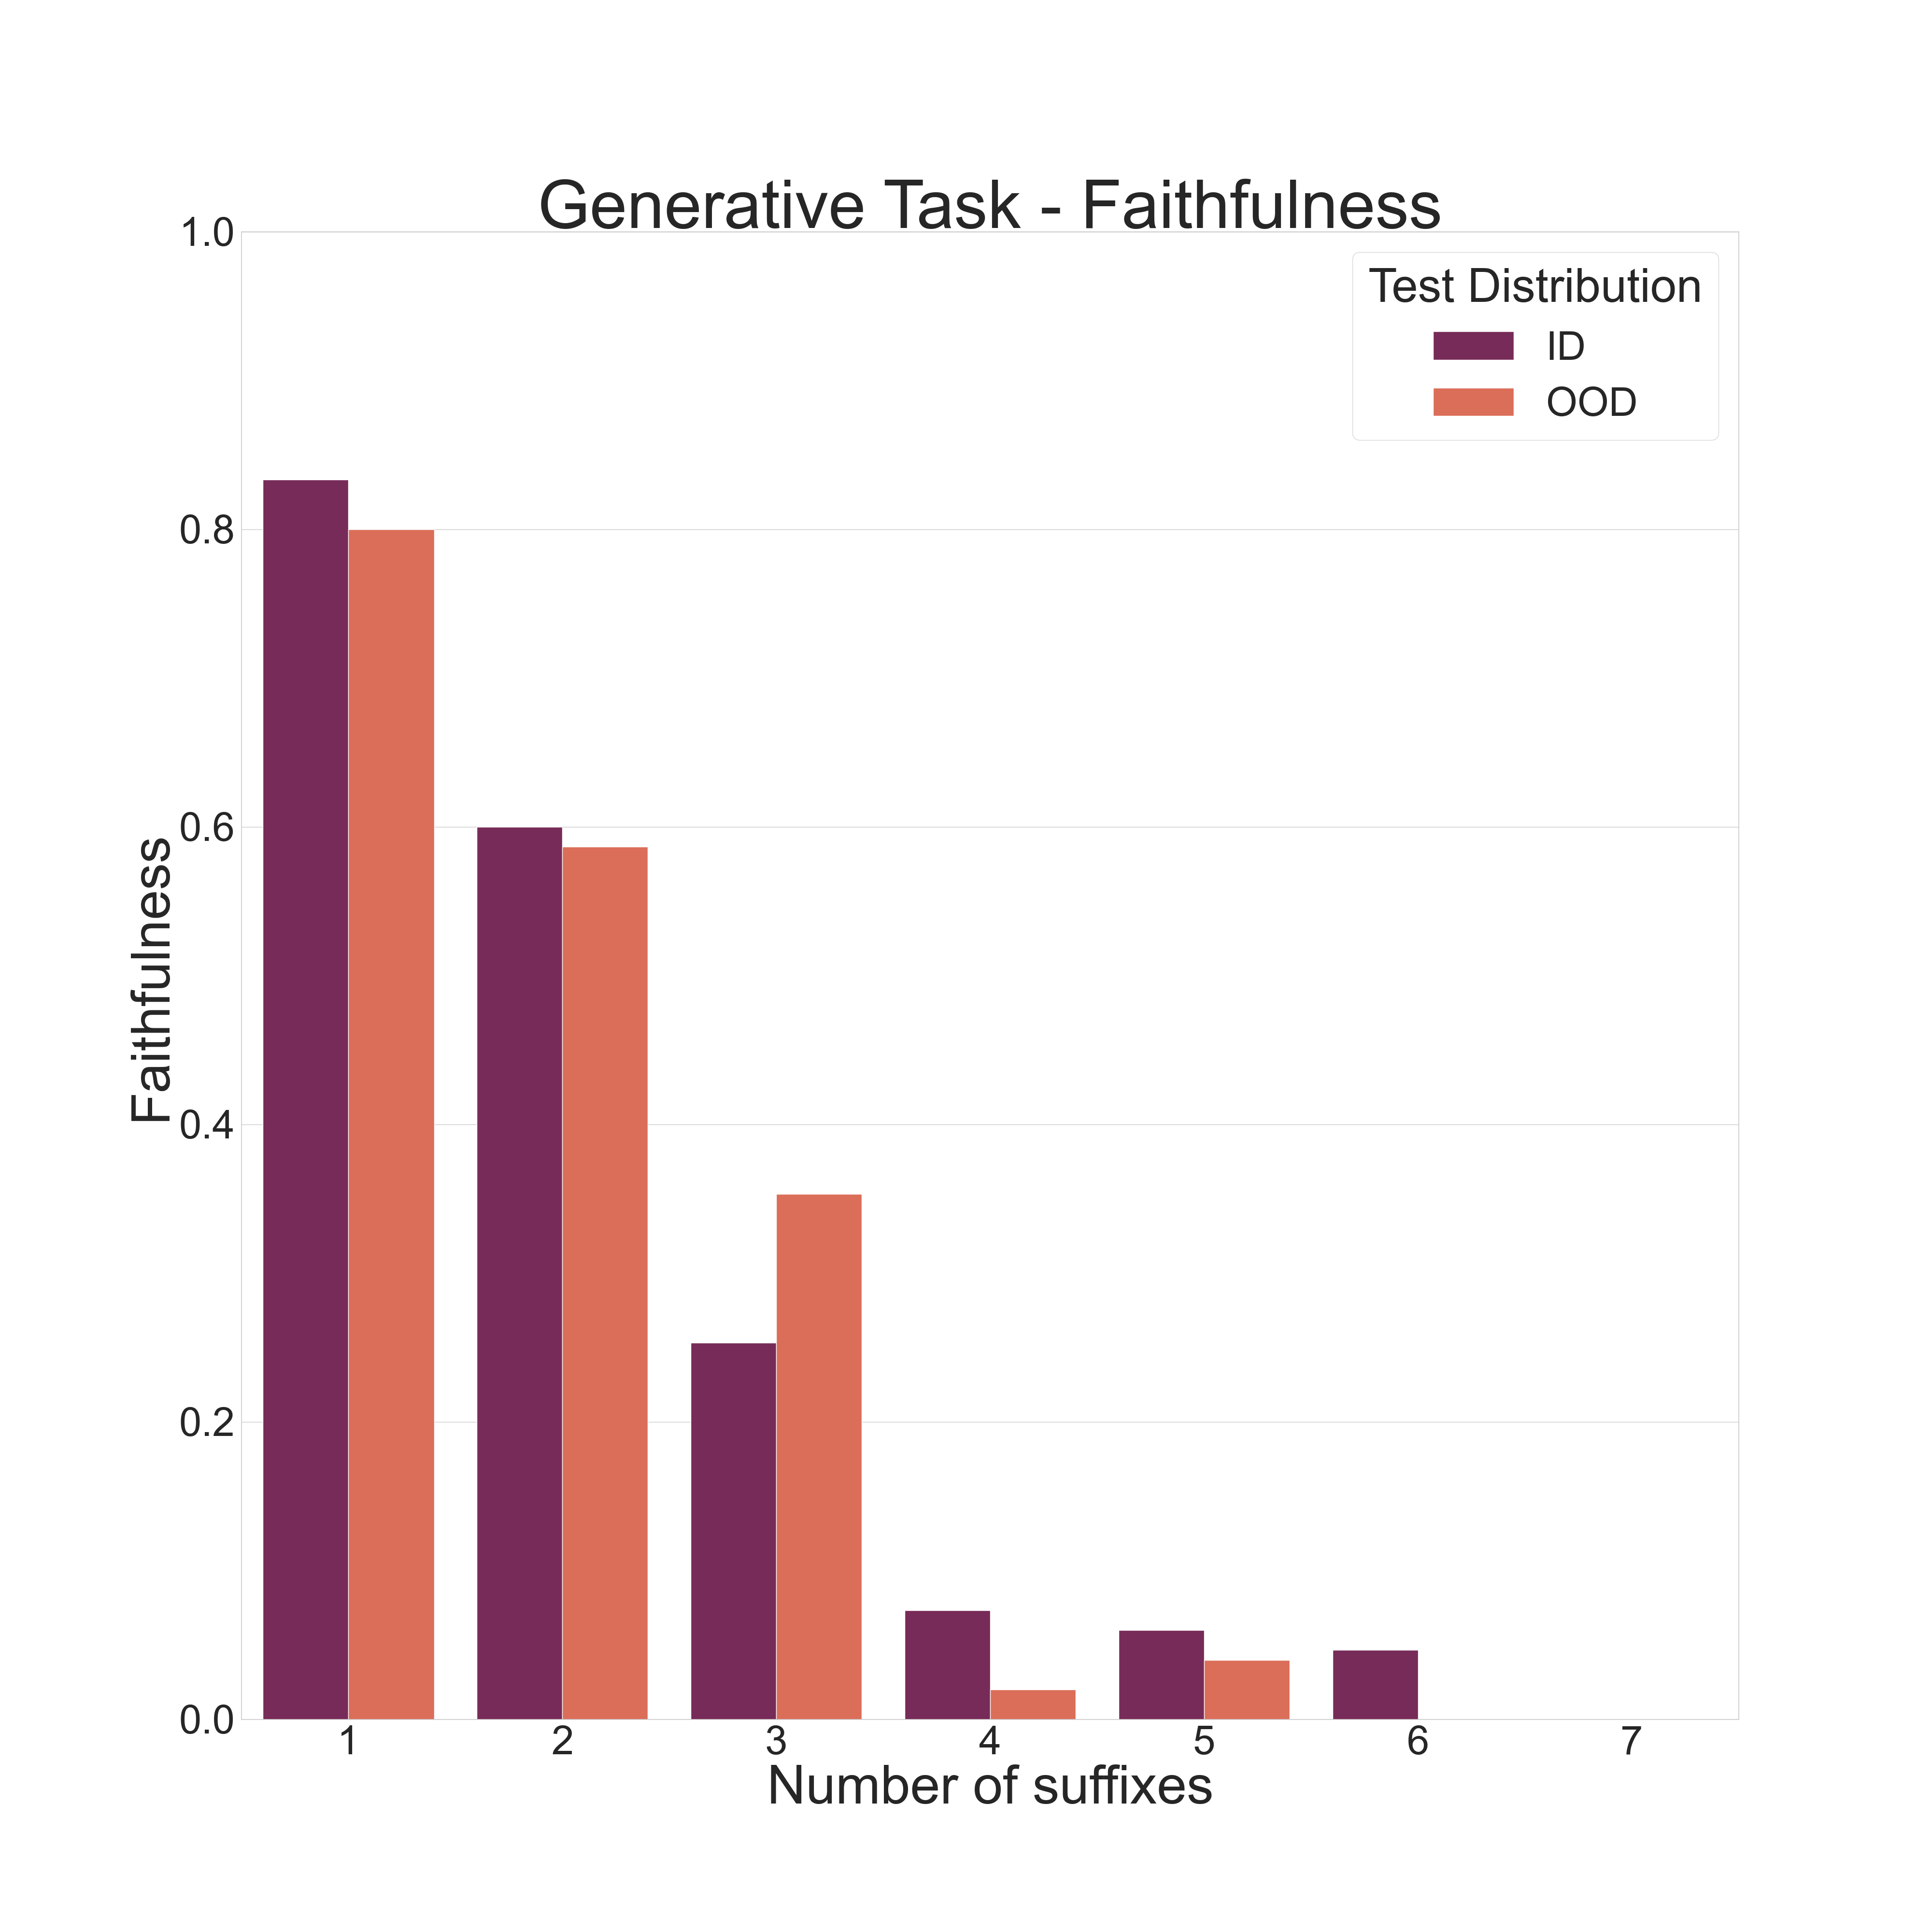 Generative Task - Faithfulness
Test Distribution
ID
OOD
Faithfulness
1.0
0.8
0.6
0.4
0.2
0.0
1 2 3 4 5 6 7
Number of suffixes